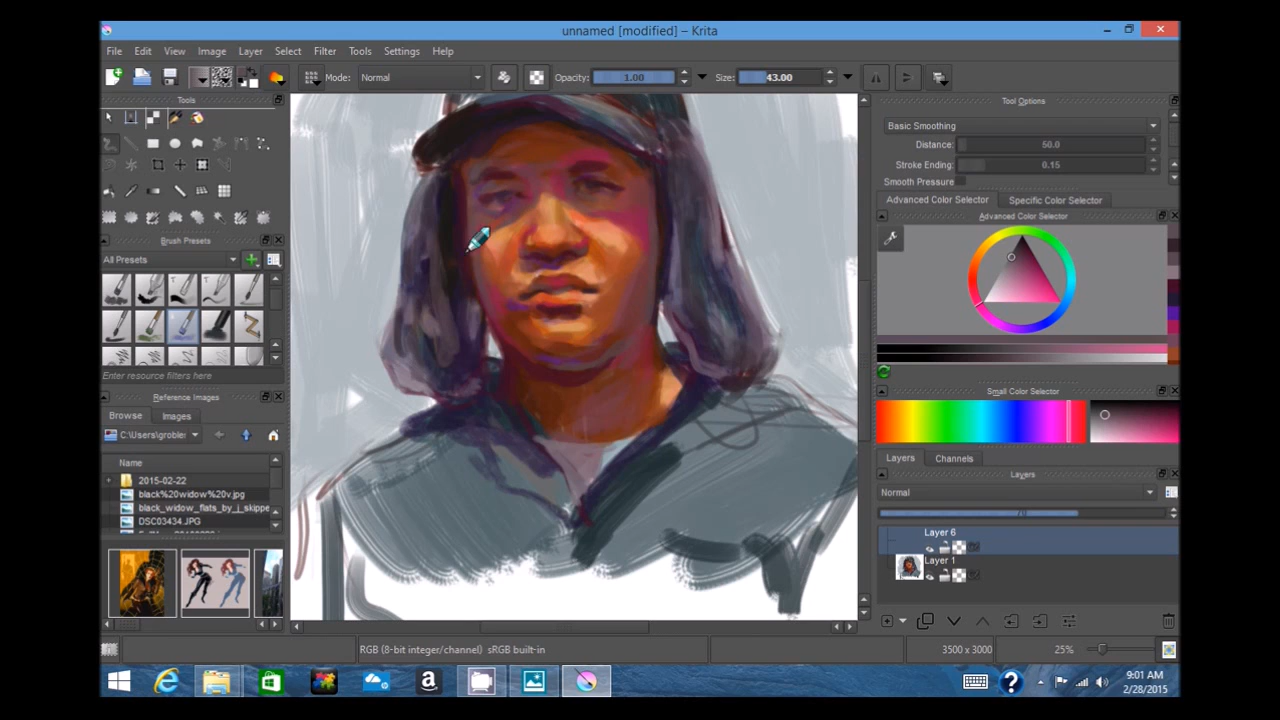 unnamed [modified] – Krita
File Edit View Image Layer Select Filter Tools Settings Help
Mode: Normal Opacity: 1.00 Size: 43.00
Tools
Tool Options
Basic Smoothing
Distance: 50.0
Stroke Ending: 0.15
Smooth Pressure
Advanced Color Selector Specific Color Selector
Advanced Color Selector
Brush Presets
All Presets
Enter resource filters here
Reference Images
Browse Images
C:\Users\grobler
Name
2015-02-22
black%20widow%20v.jpg
black_widow_flats_by_j_skippe
DSC03434.JPG
Small Color Selector
Layers Channels
Layers
Normal
Layer 6
Layer 1
RGB (8-bit integer/channel) sRGB built-in
3500 x 3000
25%
9:01 AM
2/28/2015